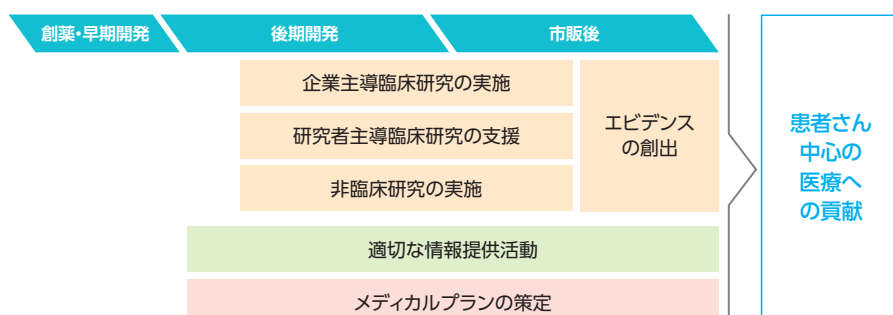 創薬・早期開発
後期開発
市販後
企業主導臨床研究の実施
研究者主導臨床研究の支援
非臨床研究の実施
エビデンス
の創出
適切な情報提供活動
メディカルプランの策定
患者さん
中心の
医療へ
の貢献